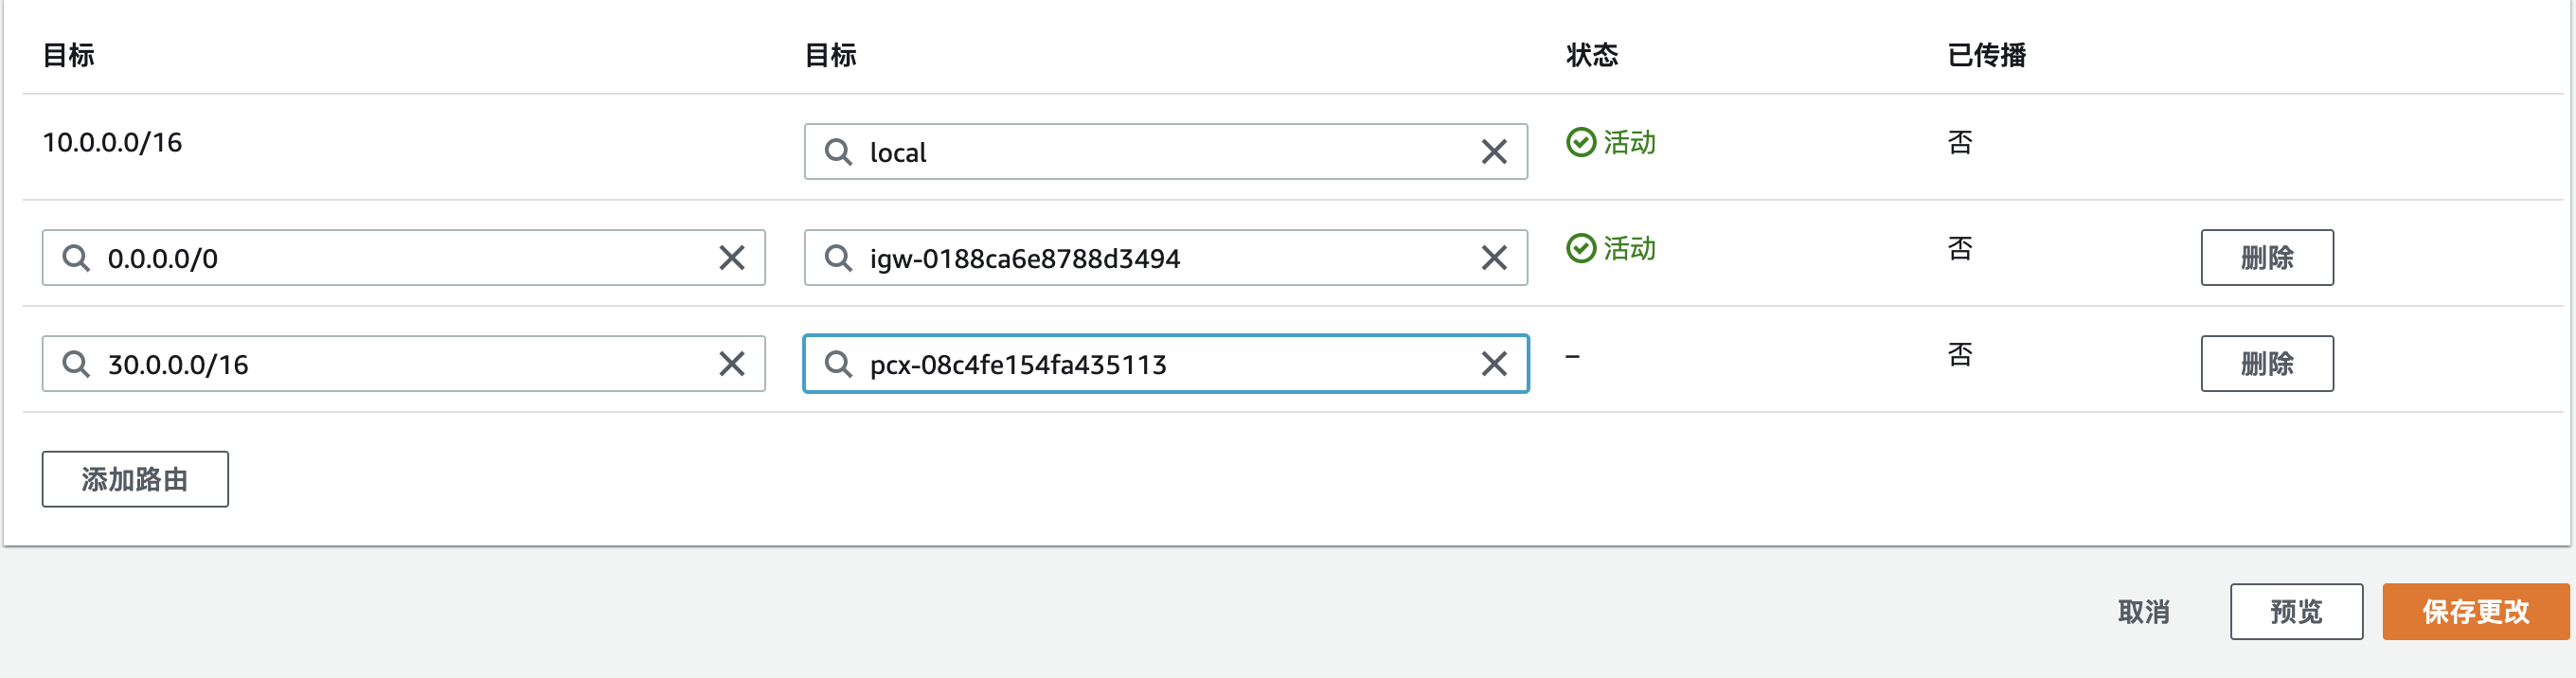 目标 目标 状态 已传播
10.0.0.0/16 local 活动 否
0.0.0.0/0 igw-0188ca6e8788d3494 活动 否 删除
30.0.0.0/16 pcx-08c4fe154fa435113 – 否 删除
添加路由
取消 预览 保存更改